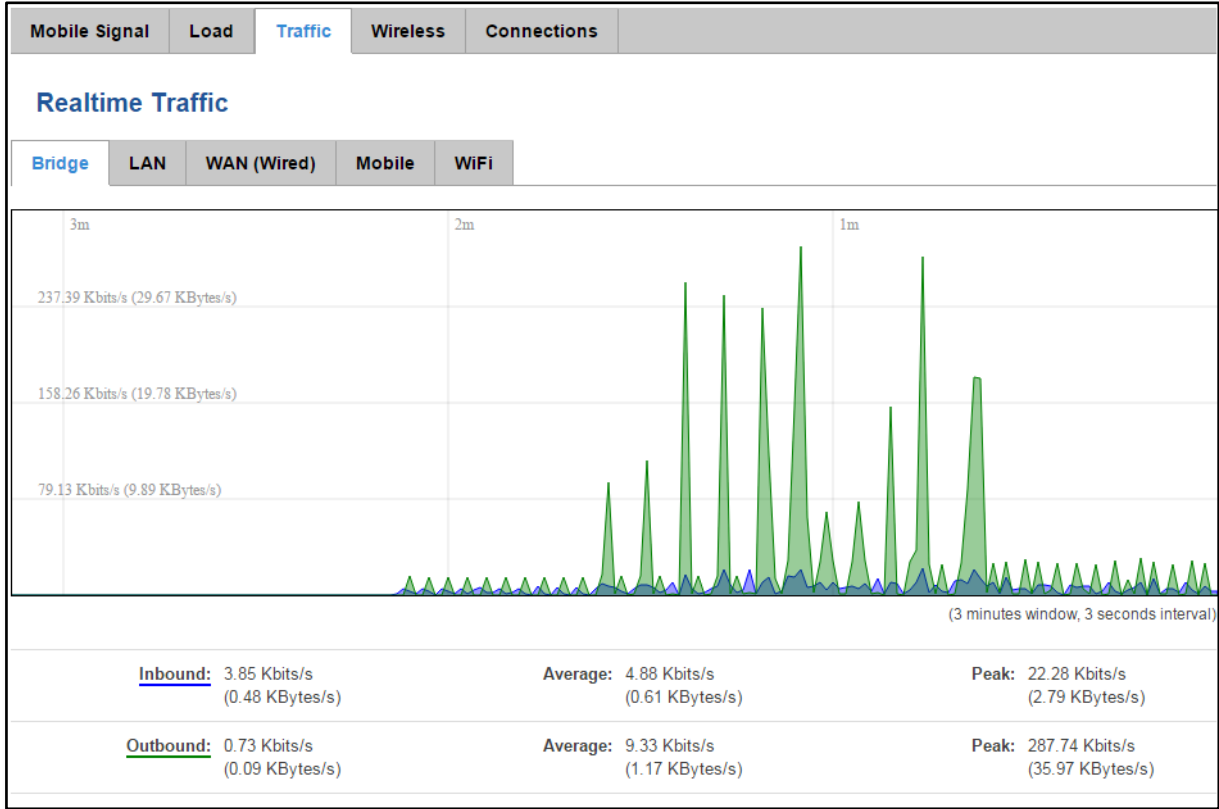 Mobile Signal Load Traffic Wireless Connections
Realtime Traffic
Bridge LAN WAN (Wired) Mobile WiFi
3m 2m 1m
237.39 Kbits/s (29.67 KBytes/s)
158.26 Kbits/s (19.78 KBytes/s)
79.13 Kbits/s (9.89 KBytes/s)
(3 minutes window, 3 seconds interval)
Inbound: 3.85 Kbits/s Average: 4.88 Kbits/s Peak: 22.28 Kbits/s
(0.48 KBytes/s) (0.61 KBytes/s) (2.79 KBytes/s)
Outbound: 0.73 Kbits/s Average: 9.33 Kbits/s Peak: 287.74 Kbits/s
(0.09 KBytes/s) (1.17 KBytes/s) (35.97 KBytes/s)